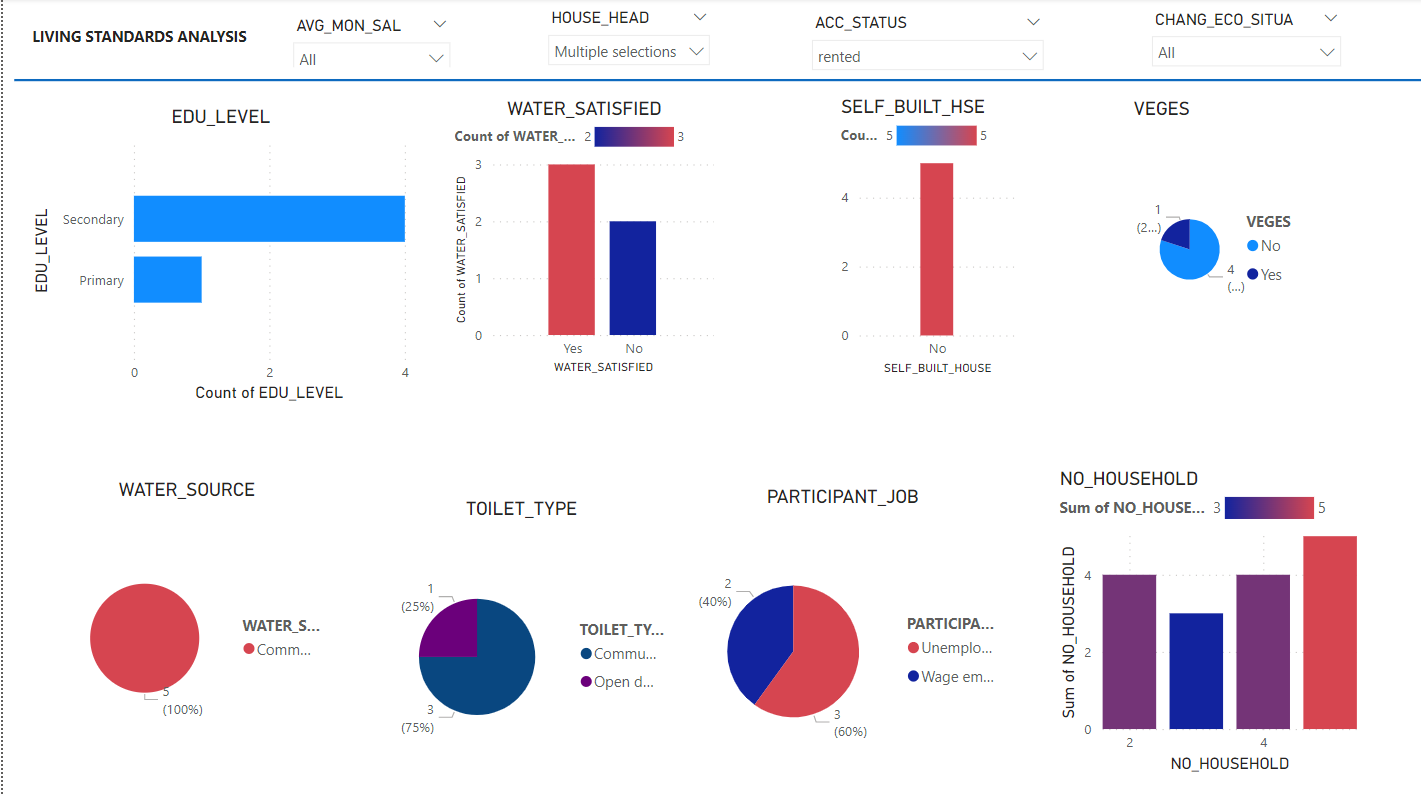 LIVING STANDARDS ANALYSIS
AVG_MON_SAL
All
HOUSE_HEAD
Multiple selections
ACC_STATUS
rented
CHANG_ECO_SITUA
All
EDU_LEVEL
EDU_LEVEL
Secondary
Primary
0 2 4
Count of EDU_LEVEL
WATER_SATISFIED
Count of WATER_... 2 3
Count of WATER_SATISFIED
3
2
1
0
Yes No
WATER_SATISFIED
SELF_BUILT_HSE
Cou... 5 5
4
2
0
No
SELF_BUILT_HOUSE
VEGES
1
(2...)
4
(...)
VEGES
No
Yes
WATER_SOURCE
5
(100%)
WATER_S...
Comm...
TOILET_TYPE
1
(25%)
3
(75%)
TOILET_TY...
Commu...
Open d...
PARTICIPANT_JOB
2
(40%)
3
(60%)
PARTICIPA...
Unemplo...
Wage em...
NO_HOUSEHOLD
Sum of NO_HOUSE... 3 5
Sum of NO_HOUSEHOLD
4
2
0
2 4
NO_HOUSEHOLD